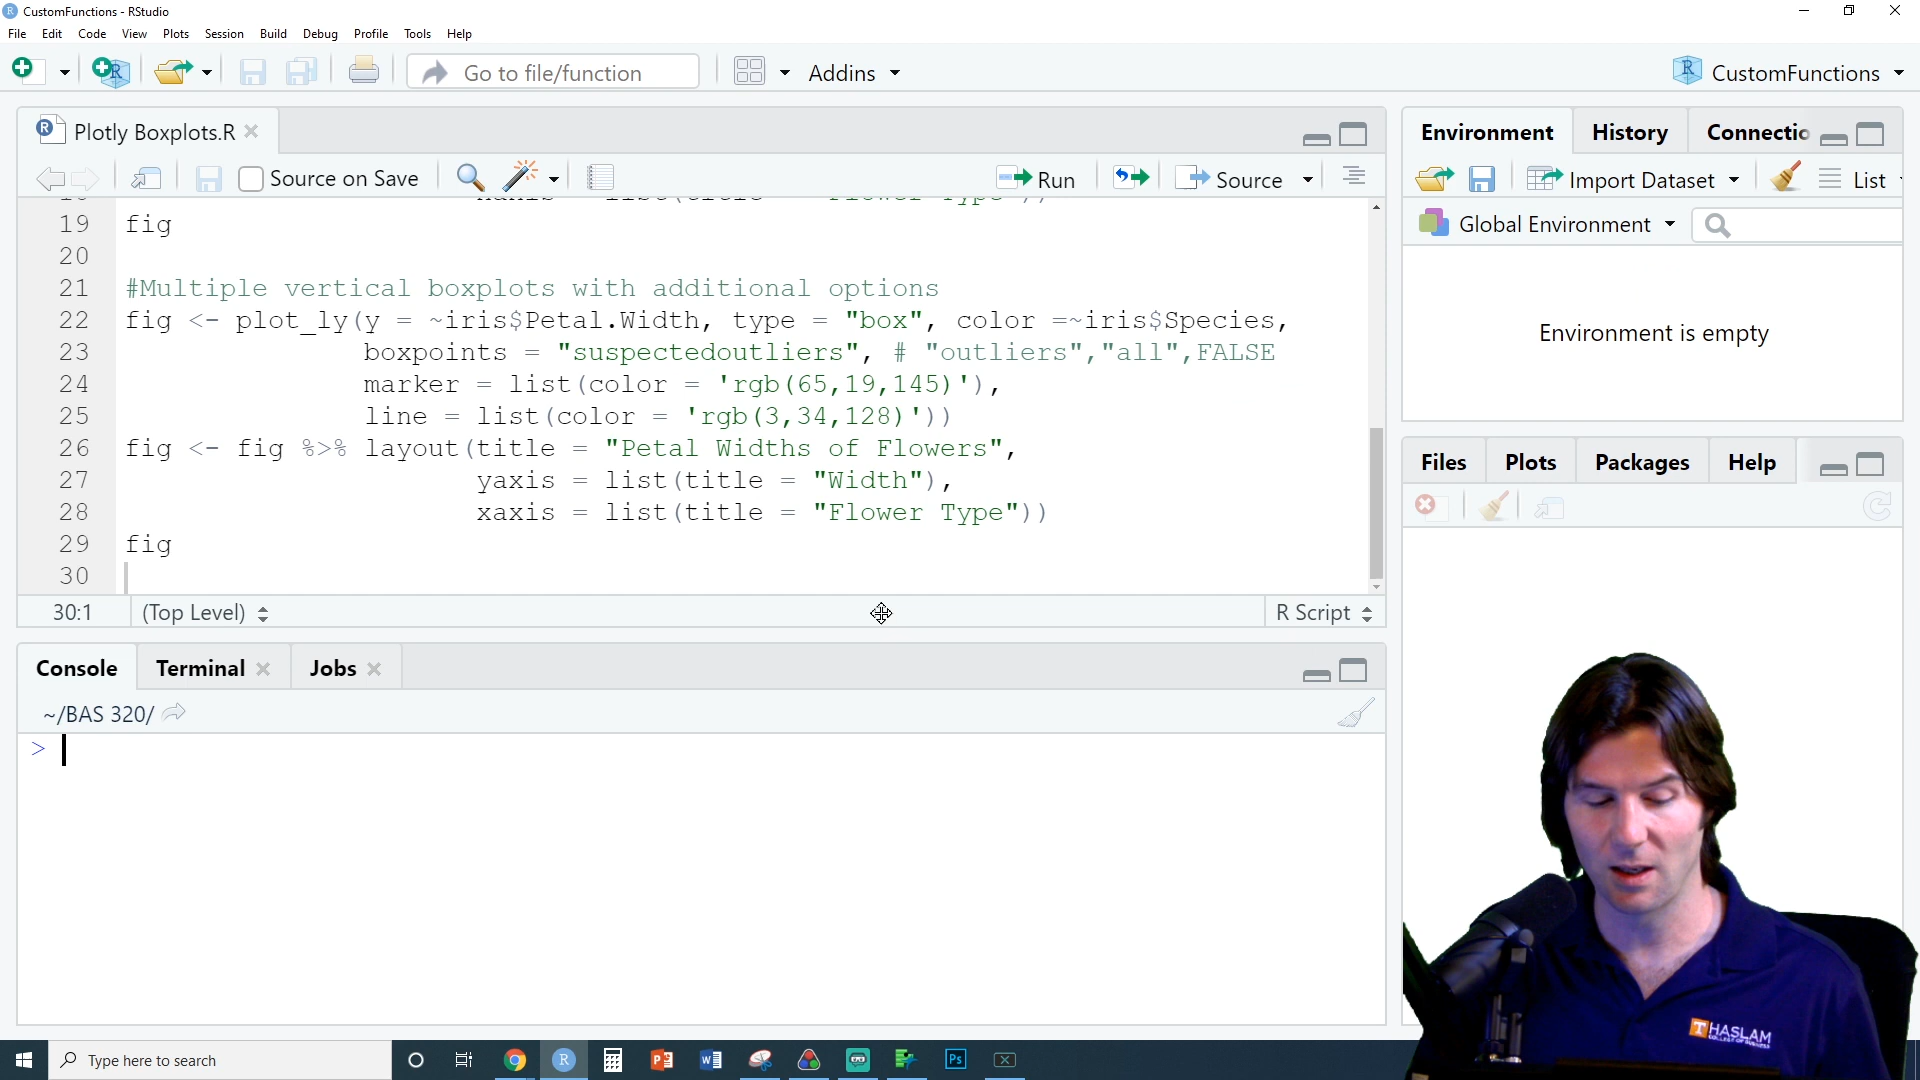 CustomFunctions - RStudio
File Edit Code View Plots Session Build Debug Profile Tools Help
Go to file/function
Addins
CustomFunctions
Plotly Boxplots.R
Source on Save
Run
Source
19 fig
20
21 #Multiple vertical boxplots with additional options
22 fig <- plot_ly(y = ~iris$Petal.Width, type = "box", color =~iris$Species,
23 boxpoints = "suspectedoutliers", # "outliers","all",FALSE
24 marker = list(color = 'rgb(65,19,145)'),
25 line = list(color = 'rgb(3,34,128)'))
26 fig <- fig %>% layout(title = "Petal Widths of Flowers",
27 yaxis = list(title = "Width"),
28 xaxis = list(title = "Flower Type"))
29 fig
30
30:1 (Top Level) R Script
Console Terminal Jobs
~/BAS 320/
>
Environment History Connectio
Import Dataset List
Global Environment
Environment is empty
Files Plots Packages Help
T HASLAM
COLLEGE OF BUSINESS
Type here to search